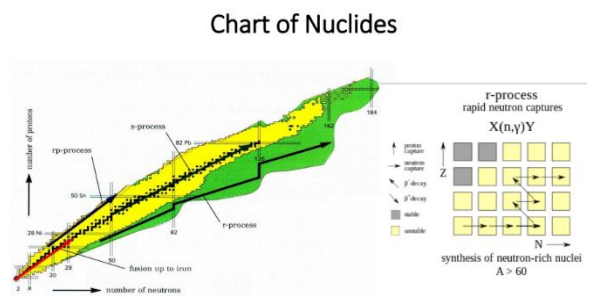 Chart of Nuclides
number of protons
rp-process
s-process
82 Pb
50 Sn
28 Ni
162
184
126
82
50
28
20
8
2
r-process
fusion up to iron
number of neutrons
r-process
rapid neutron captures
X(n,γ)Y
proton
capture
neutron
capture
β⁻ decay
β⁺ decay
stable
unstable
Z
N
synthesis of neutron-rich nuclei
A > 60